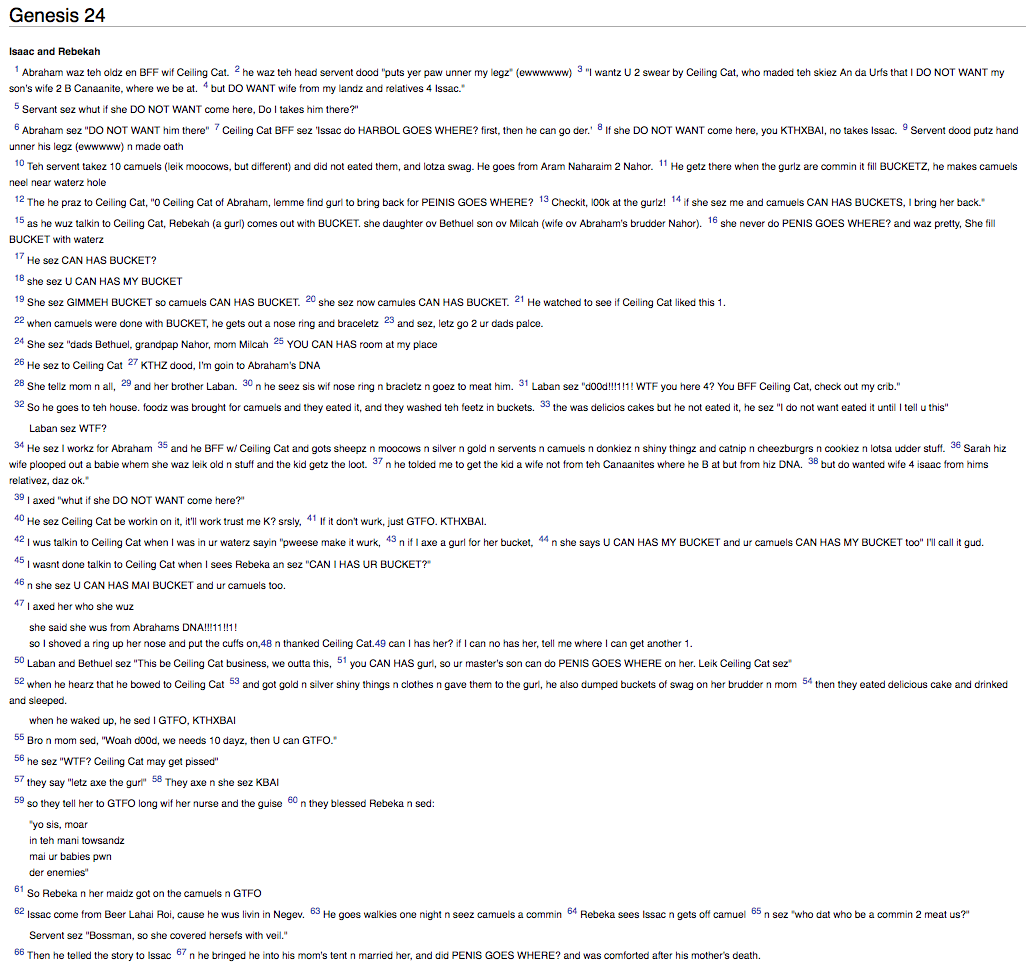 Genesis 24
Isaac and Rebekah
1 Abraham waz teh oldz en BFF wif Ceiling Cat. 2 he waz teh head servent dood "puts yer paw unner my legz" (ewwwwww) 3 "I wantz U 2 swear by Ceiling Cat, who maded teh skiez An da Urfs that I DO NOT WANT my
son's wife 2 B Canaanite, where we be at. 4 but DO WANT wife from my landz and relatives 4 Issac."
5 Servant sez whut if she DO NOT WANT come here, Do I takes him there?"
6 Abraham sez "DO NOT WANT him there" 7 Ceiling Cat BFF sez 'Issac do HARBOL GOES WHERE? first, then he can go der.' 8 If she DO NOT WANT come here, you KTHXBAI, no takes Issac. 9 Servent dood putz hand
unner his legz (ewwwww) n made oath
10 Teh servent takez 10 camuels (leik moocows, but different) and did not eated them, and lotza swag. He goes from Aram Naharaim 2 Nahor. 11 He getz there when the gurlz are commin it fill BUCKETZ, he makes camuels
neel near waterz hole
12 The he praz to Ceiling Cat, "0 Ceiling Cat of Abraham, lemme find gurl to bring back for PEINIS GOES WHERE? 13 Checkit, l00k at the gurlz! 14 if she sez me and camuels CAN HAS BUCKETS, I bring her back."
15 as he wuz talkin to Ceiling Cat, Rebekah (a gurl) comes out with BUCKET. she daughter ov Bethuel son ov Milcah (wife ov Abraham's brudder Nahor). 16 she never do PENIS GOES WHERE? and waz pretty, She fill
BUCKET with waterz
17 He sez CAN HAS BUCKET?
18 she sez U CAN HAS MY BUCKET
19 She sez GIMMEH BUCKET so camuels CAN HAS BUCKET. 20 she sez now camules CAN HAS BUCKET. 21 He watched to see if Ceiling Cat liked this 1.
22 when camuels were done with BUCKET, he gets out a nose ring and braceletz 23 and sez, letz go 2 ur dads palce.
24 She sez "dads Bethuel, grandpap Nahor, mom Milcah 25 YOU CAN HAS room at my place
26 He sez to Ceiling Cat 27 KTHZ dood, I'm goin to Abraham's DNA
28 She tellz mom n all, 29 and her brother Laban. 30 n he seez sis wif nose ring n bracletz n goez to meat him. 31 Laban sez "d00d!!!1!1! WTF you here 4? You BFF Ceiling Cat, check out my crib."
32 So he goes to teh house. foodz was brought for camuels and they eated it, and they washed teh feetz in buckets. 33 the was delicios cakes but he not eated it, he sez "I do not want eated it until I tell u this"
Laban sez WTF?
34 He sez I workz for Abraham 35 and he BFF w/ Ceiling Cat and gots sheepz n moocows n silver n gold n servents n camuels n donkiez n shiny thingz and catnip n cheezburgrs n cookiez n lotsa udder stuff. 36 Sarah hiz
wife plooped out a babie whem she waz leik old n stuff and the kid getz the loot. 37 n he tolded me to get the kid a wife not from teh Canaanites where he B at but from hiz DNA. 38 but do wanted wife 4 isaac from hims
relativez, daz ok."
39 I axed "whut if she DO NOT WANT come here?"
40 He sez Ceiling Cat be workin on it, it'll work trust me K? srsly, 41 If it don't wurk, just GTFO. KTHXBAI.
42 I wus talkin to Ceiling Cat when I was in ur waterz sayin "pweese make it wurk, 43 n if I axe a gurl for her bucket, 44 n she says U CAN HAS MY BUCKET and ur camuels CAN HAS MY BUCKET too" I'll call it gud.
45 I wasnt done talkin to Ceiling Cat when I sees Rebeka an sez "CAN I HAS UR BUCKET?"
46 n she sez U CAN HAS MAI BUCKET and ur camuels too.
47 I axed her who she wuz
she said she wus from Abrahams DNA!!!11!!1!
so I shoved a ring up her nose and put the cuffs on,48 n thanked Ceiling Cat.49 can I has her? if I can no has her, tell me where I can get another 1.
50 Laban and Bethuel sez "This be Ceiling Cat business, we outta this, 51 you CAN HAS gurl, so ur master's son can do PENIS GOES WHERE on her. Leik Ceiling Cat sez"
52 when he hearz that he bowed to Ceiling Cat 53 and got gold n silver shiny things n clothes n gave them to the gurl, he also dumped buckets of swag on her brudder n mom 54 then they eated delicious cake and drinked
and sleeped.
when he waked up, he sed I GTFO, KTHXBAI
55 Bro n mom sed, "Woah d00d, we needs 10 dayz, then U can GTFO."
56 he sez "WTF? Ceiling Cat may get pissed"
57 they say "letz axe the gurl" 58 They axe n she sez KBAI
59 so they tell her to GTFO long wif her nurse and the guise 60 n they blessed Rebeka n sed:
"yo sis, moar
in teh mani towsandz
mai ur babies pwn
der enemies"
61 So Rebeka n her maidz got on the camuels n GTFO
62 Issac come from Beer Lahai Roi, cause he wus livin in Negev. 63 He goes walkies one night n seez camuels a commin 64 Rebeka sees Issac n gets off camuel 65 n sez "who dat who be a commin 2 meat us?"
Servent sez "Bossman, so she covered hersefs with veil."
66 Then he telled the story to Issac 67 n he bringed he into his mom's tent n married her, and did PENIS GOES WHERE? and was comforted after his mother's death.